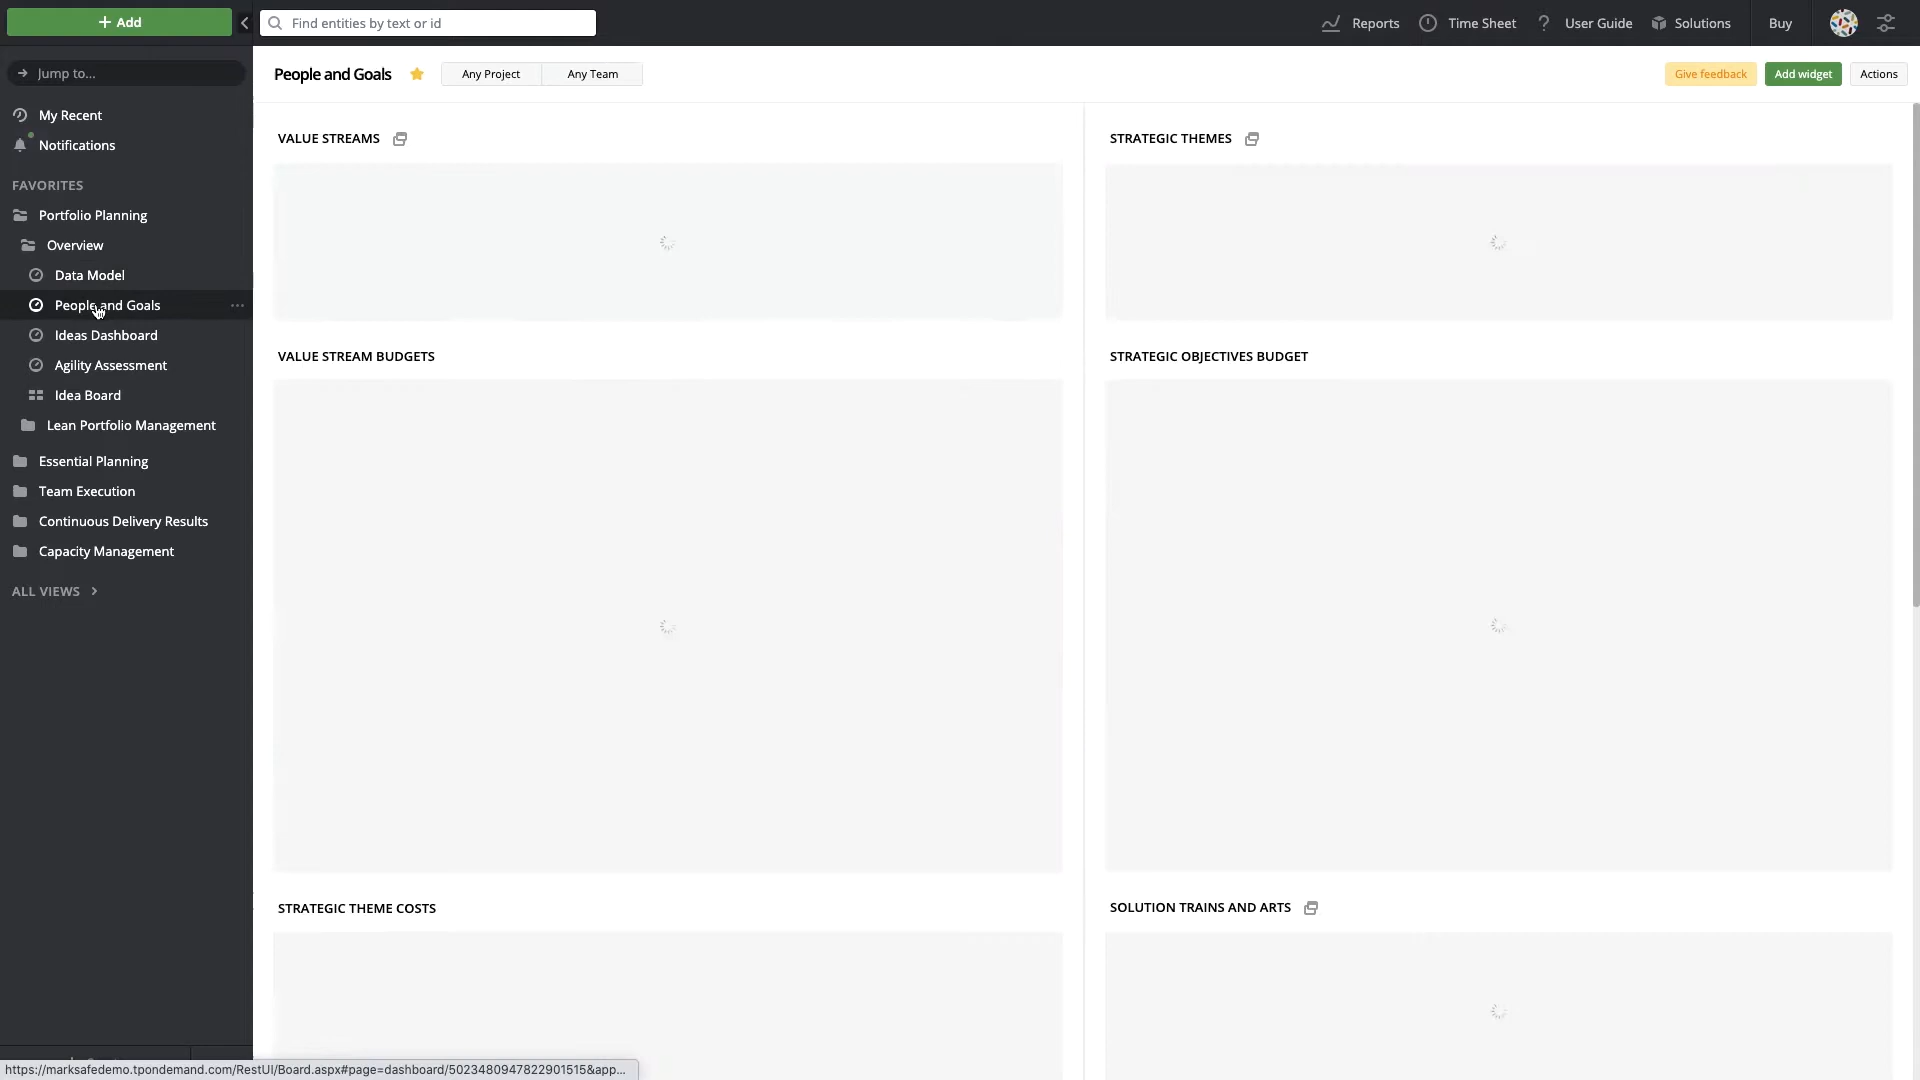 + Add
Find entities by text or id
Reports
Time Sheet
? User Guide
Solutions
Buy
Jump to...
My Recent
Notifications
FAVORITES
Portfolio Planning
Overview
Data Model
People and Goals
Ideas Dashboard
Agility Assessment
Idea Board
Lean Portfolio Management
Essential Planning
Team Execution
Continuous Delivery Results
Capacity Management
ALL VIEWS
People and Goals
Any Project
Any Team
Give feedback
Add widget
Actions
VALUE STREAMS
STRATEGIC THEMES
VALUE STREAM BUDGETS
STRATEGIC OBJECTIVES BUDGET
STRATEGIC THEME COSTS
SOLUTION TRAINS AND ARTS
https://marksafedemo.tpondemand.com/RestUI/Board.aspx#page=dashboard/5023480947822901515&app...